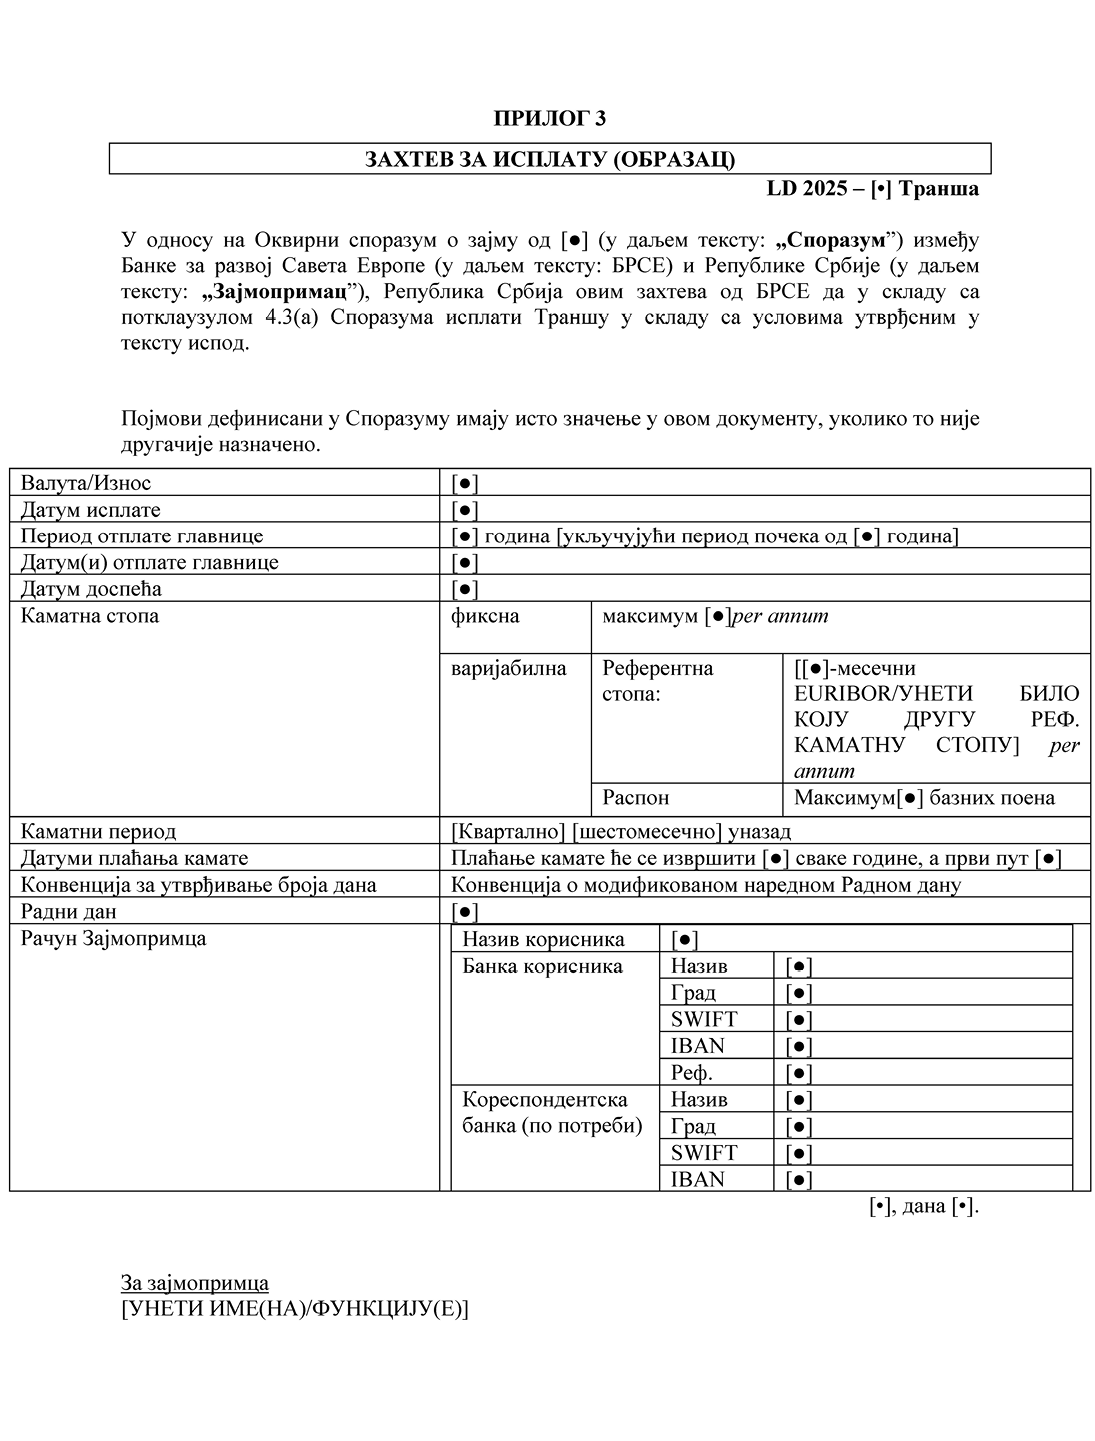 ПРИЛОГ 3
ЗАХТЕВ ЗА ИСПЛАТУ (ОБРАЗАЦ)
LD 2025 – [•] Транша
У односу на Оквирни споразум о зајму од [●] (у даљем тексту: „Споразум”) између
Банке за развој Савета Европе (у даљем тексту: БРСЕ) и Републике Србије (у даљем
тексту: „Зајмопримац”), Република Србија овим захтева од БРСЕ да у складу са
потклаузулом 4.3(а) Споразума исплати Траншу у складу са условима утврђеним у
тексту испод.
Појмови дефинисани у Споразуму имају исто значење у овом документу, уколико то није
другачије назначено.
Валута/Износ [●]
Датум исплате [●]
Период отплате главнице [●] година [укључујући период почека од [●] година]
Датум(и) отплате главнице [●]
Датум доспећа [●]
Каматна стопа фиксна максимум [●]per annum
варијабилна Референтна [[●]-месечни
стопа: EURIBOR/УНЕТИ БИЛО
КОЈУ ДРУГУ РЕФ.
КАМАТНУ СТОПУ] per
annum
Распон Максимум[●] базних поена
Каматни период [Квартално] [шестомесечно] уназад
Датуми плаћања камате Плаћање камате ће се извршити [●] сваке године, а први пут [●]
Конвенција за утврђивање броја дана Конвенција о модификованом наредном Радном дану
Радни дан [●]
Рачун Зајмопримца Назив корисника [●]
Банка корисника Назив [●]
Град [●]
SWIFT [●]
IBAN [●]
Реф. [●]
Кореспондентска Назив [●]
банка (по потреби) Град [●]
SWIFT [●]
IBAN [●]
[•], дана [•].
За зајмопримца
[УНЕТИ ИМЕ(НА)/ФУНКЦИЈУ(Е)]